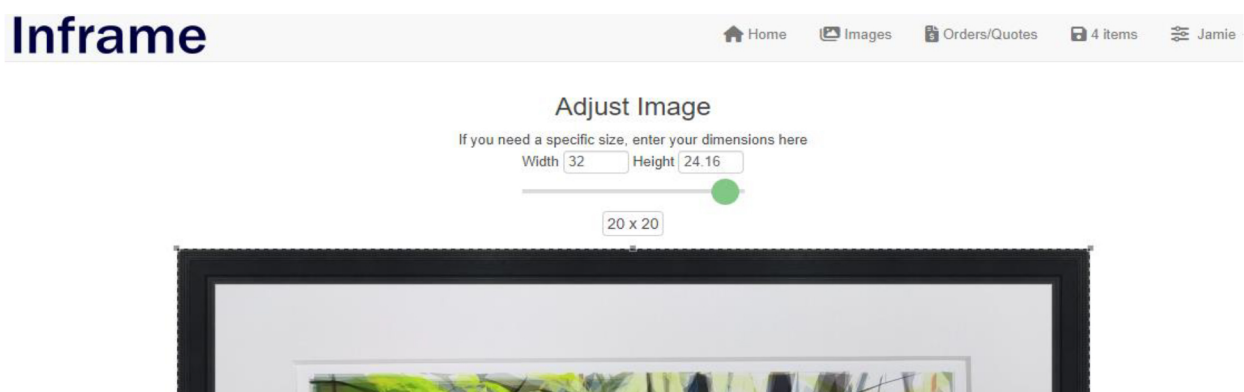 Inframe
Home Images Orders/Quotes 4 items Jamie
Adjust Image
If you need a specific size, enter your dimensions here
Width 32 Height 24.16
20 x 20